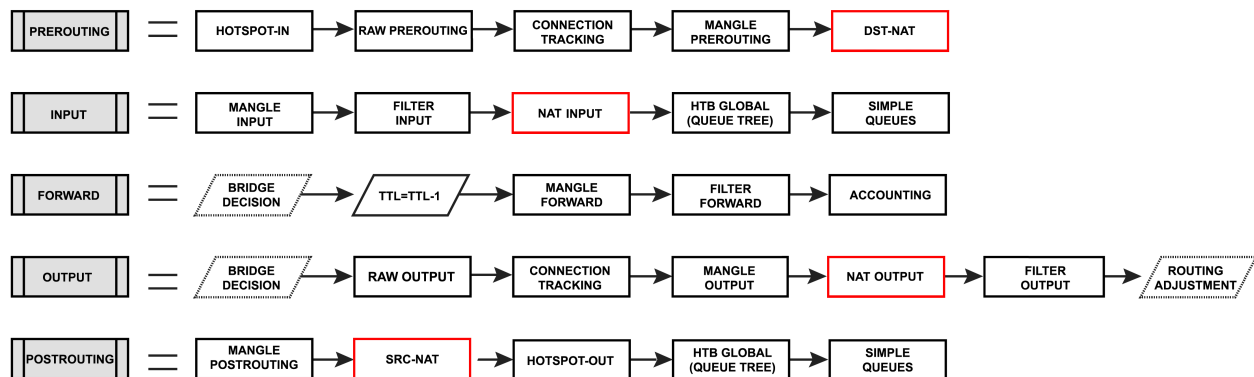 PREROUTING
HOTSPOT-IN
RAW PREROUTING
CONNECTION
TRACKING
MANGLE
PREROUTING
DST-NAT
INPUT
MANGLE
INPUT
FILTER
INPUT
NAT INPUT
HTB GLOBAL
(QUEUE TREE)
SIMPLE
QUEUES
FORWARD
BRIDGE
DECISION
TTL=TTL-1
MANGLE
FORWARD
FILTER
FORWARD
ACCOUNTING
OUTPUT
BRIDGE
DECISION
RAW OUTPUT
CONNECTION
TRACKING
MANGLE
OUTPUT
NAT OUTPUT
FILTER
OUTPUT
ROUTING
ADJUSTMENT
POSTROUTING
MANGLE
POSTROUTING
SRC-NAT
HOTSPOT-OUT
HTB GLOBAL
(QUEUE TREE)
SIMPLE
QUEUES